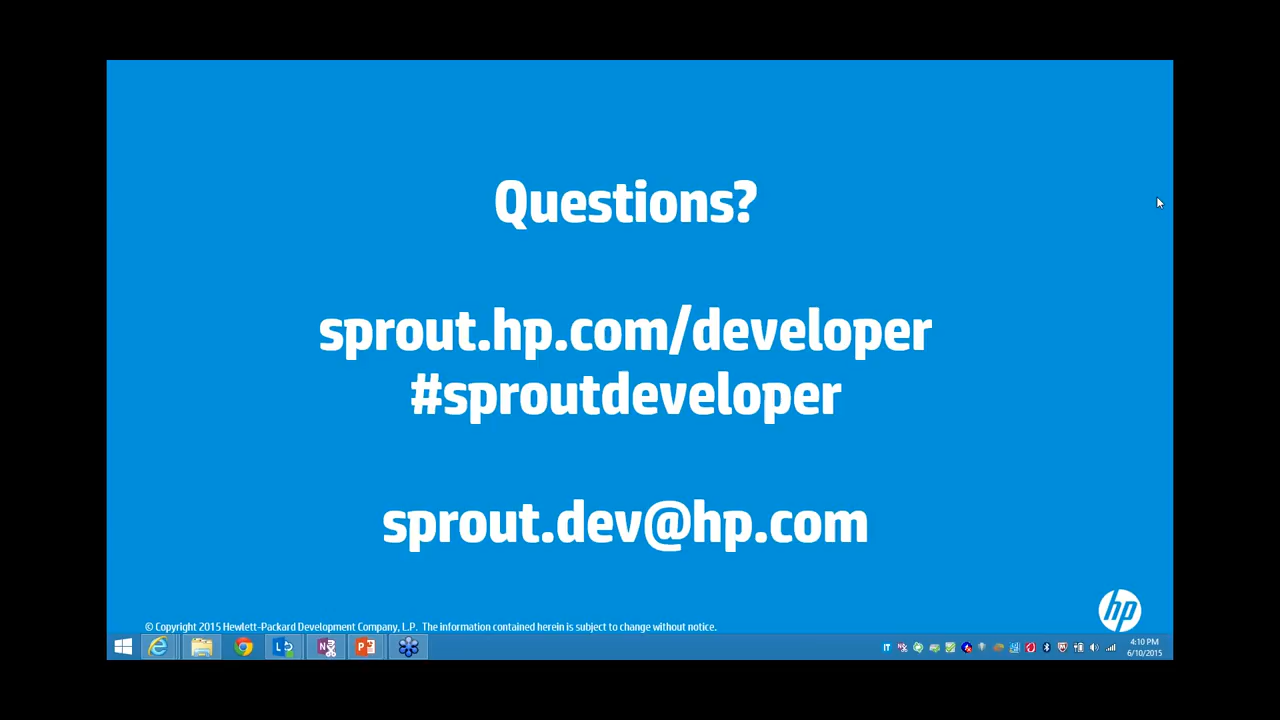 Questions?
sprout.hp.com/developer
#sproutdeveloper
sprout.dev@hp.com
hp
© Copyright 2015 Hewlett-Packard Development Company, L.P. The information contained herein is subject to change without notice.
4:10 PM
6/10/2015